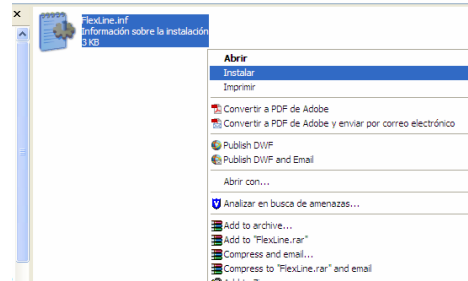 FlexLine.inf
Información sobre la instalación
3 KB
Abrir
Instalar
Imprimir
Convertir a PDF de Adobe
Convertir a PDF de Adobe y enviar por correo electrónico
Publish DWF
Publish DWF and Email
Abrir con...
Analizar en busca de amenazas...
Add to archive...
Add to "FlexLine.rar"
Compress and email...
Compress to "FlexLine.rar" and email